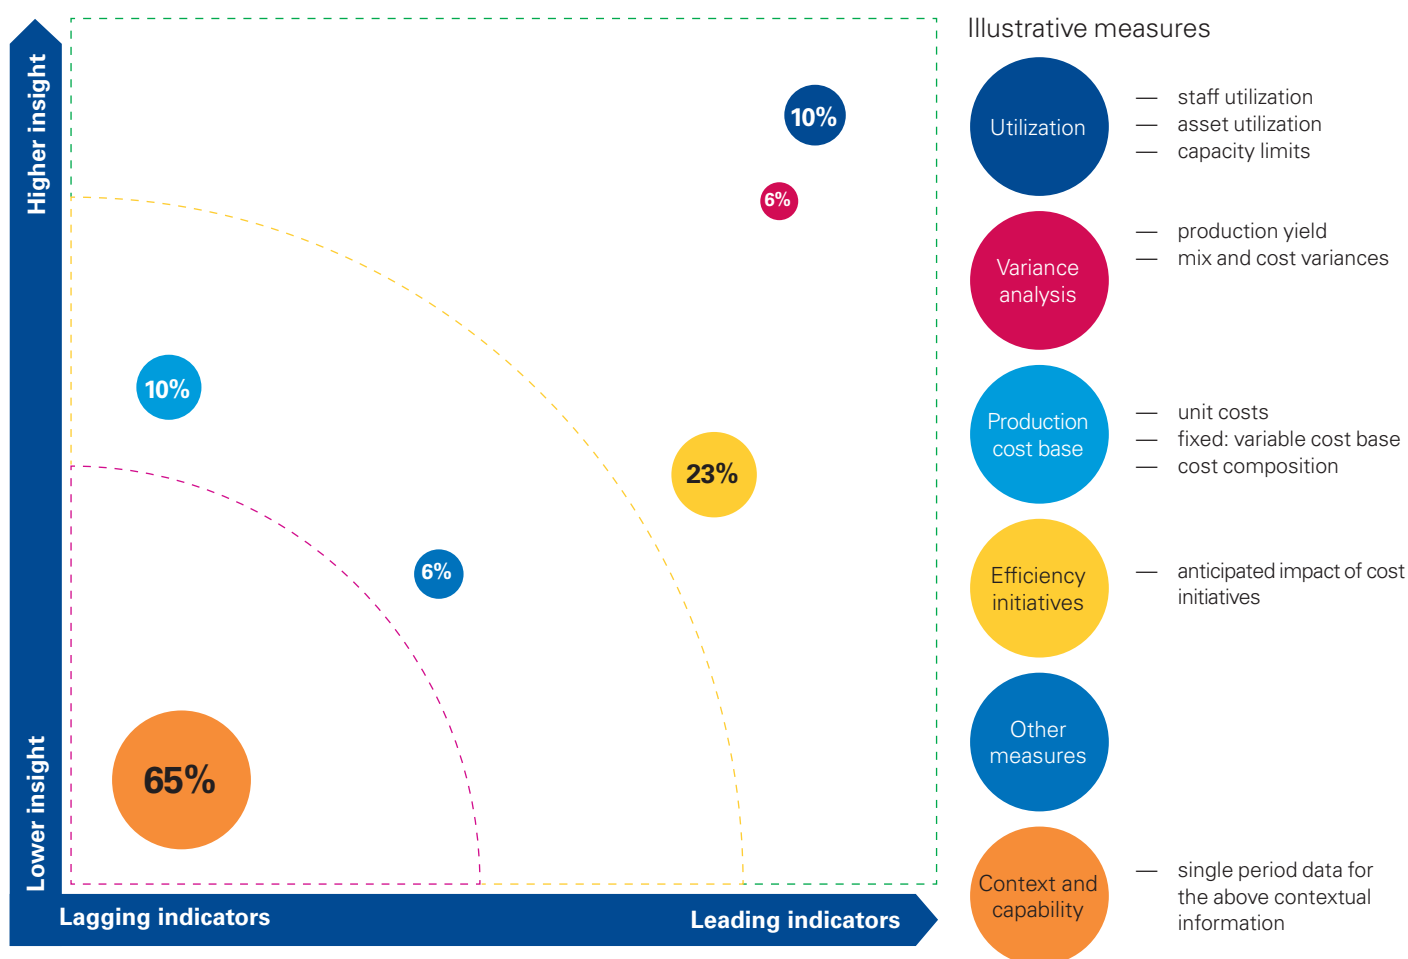 Higher insight
Lower insight
10%
6%
10%
23%
6%
65%
Lagging indicators
Leading indicators
Illustrative measures
Utilization
— staff utilization
— asset utilization
— capacity limits
Variance
analysis
— production yield
— mix and cost variances
Production
cost base
— unit costs
— fixed: variable cost base
— cost composition
Efficiency
initiatives
— anticipated impact of cost
initiatives
Other
measures
Context and
capability
— single period data for
the above contextual
information